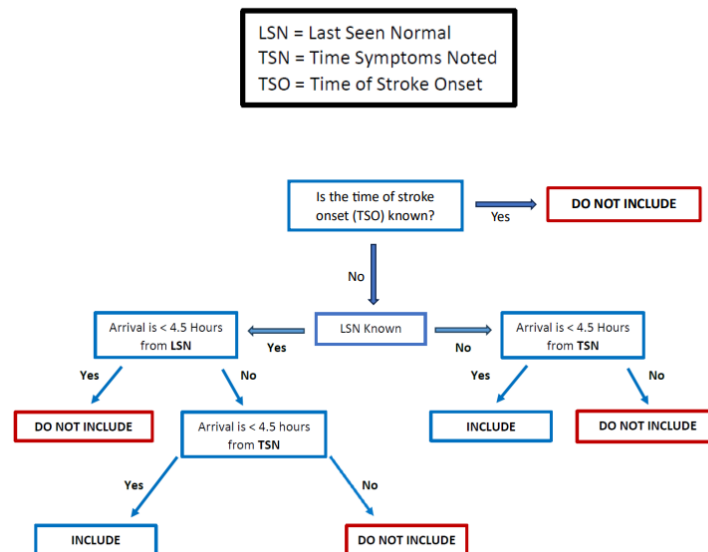 LSN = Last Seen Normal
TSN = Time Symptoms Noted
TSO = Time of Stroke Onset
Is the time of stroke
onset (TSO) known?
Yes
DO NOT INCLUDE
No
Arrival is < 4.5 Hours
from LSN
Yes
LSN Known
No
Arrival is < 4.5 Hours
from TSN
Yes
No
Yes
No
DO NOT INCLUDE
Arrival is < 4.5 hours
from TSN
INCLUDE
DO NOT INCLUDE
Yes
No
INCLUDE
DO NOT INCLUDE